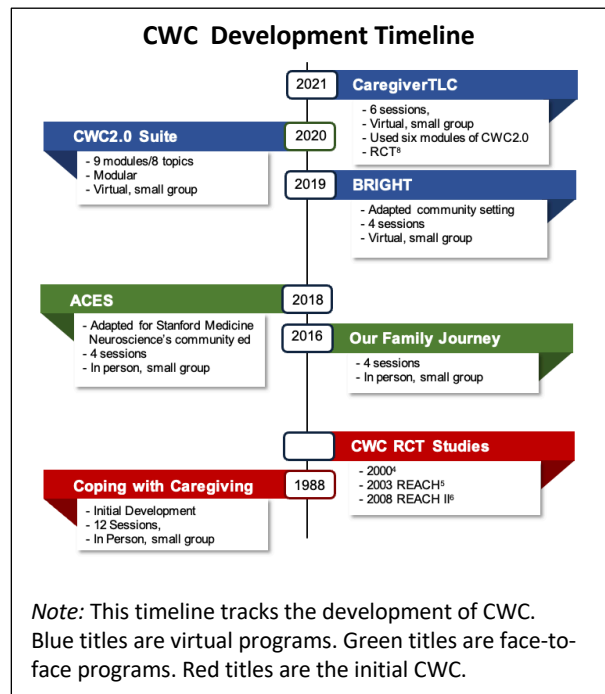 CWC Development Timeline
2021
CaregiverTLC
- 6 sessions,
- Virtual, small group
- Used six modules of CWC2.0
- RCT⁸
CWC2.0 Suite
2020
- 9 modules/8 topics
- Modular
- Virtual, small group
2019
BRIGHT
- Adapted community setting
- 4 sessions
- Virtual, small group
ACES
2018
- Adapted for Stanford Medicine
Neuroscience's community ed
- 4 sessions
- In person, small group
2016
Our Family Journey
- 4 sessions
- In person, small group
CWC RCT Studies
- 2000⁴
- 2003 REACH⁵
- 2008 REACH II⁶
Coping with Caregiving
1988
- Initial Development
- 12 Sessions,
- In Person, small group
Note: This timeline tracks the development of CWC.
Blue titles are virtual programs. Green titles are face-to-
face programs. Red titles are the initial CWC.